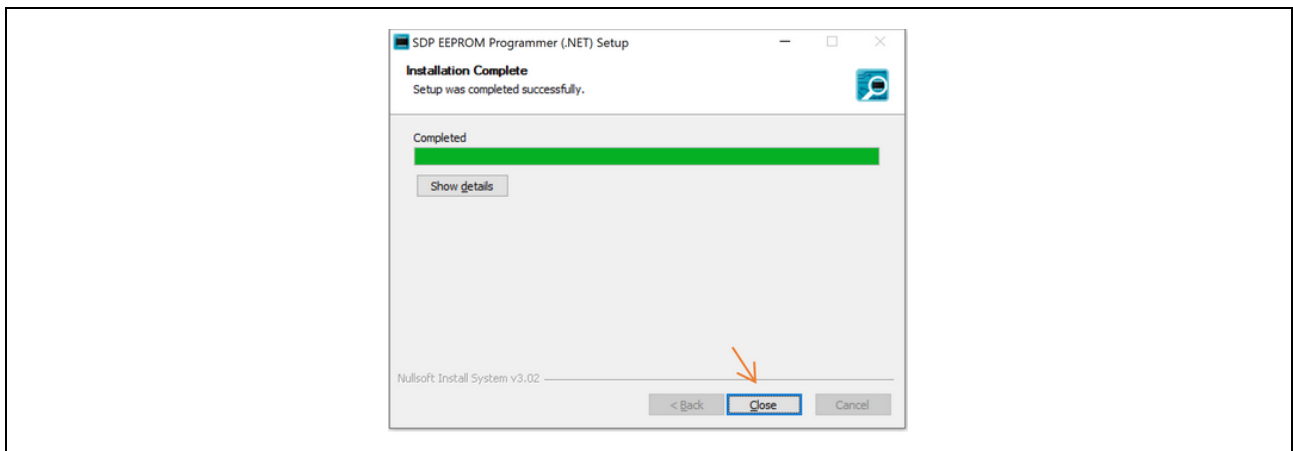 SDP EEPROM Programmer (.NET) Setup
Installation Complete
Setup was completed successfully.
Completed
Show details
Nullsoft Install System v3.02
< Back Close Cancel